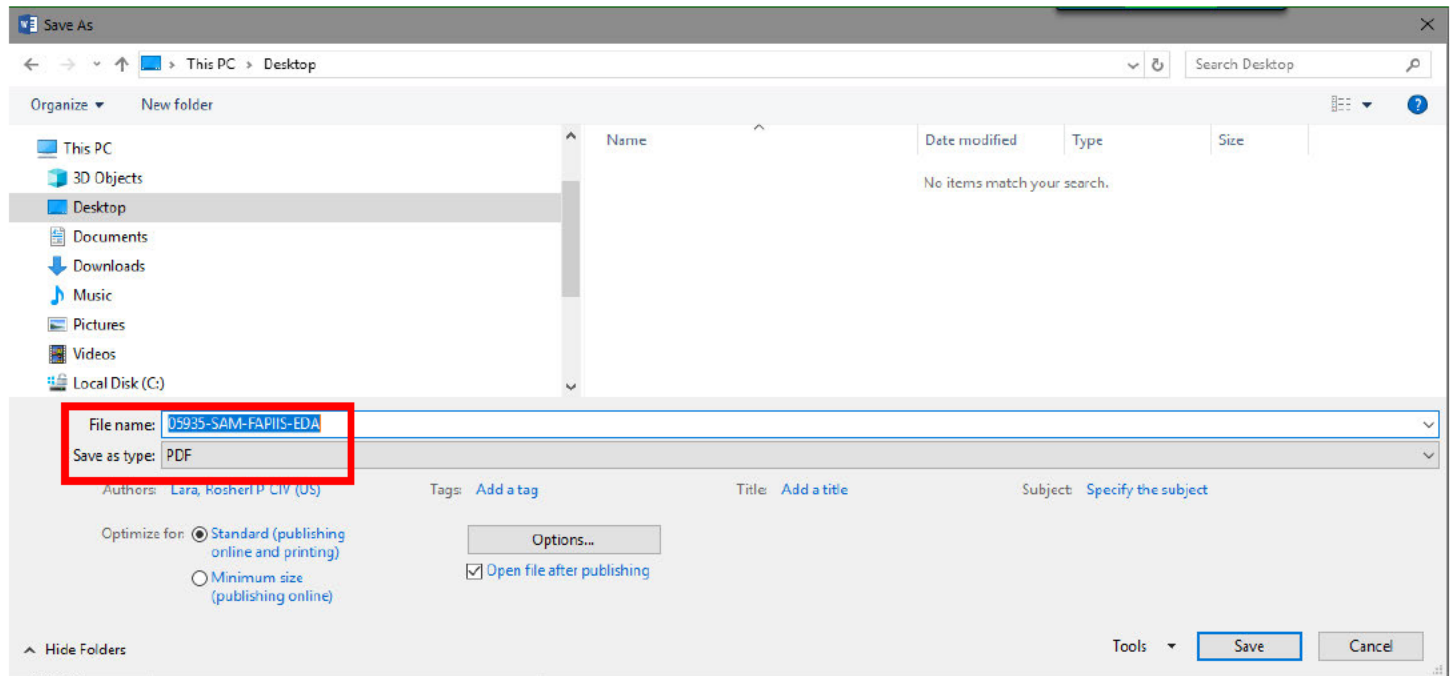 Save As
This PC > Desktop
Search Desktop
Organize
New folder
This PC
3D Objects
Desktop
Documents
Downloads
Music
Pictures
Videos
Local Disk (C:)
Name
Date modified
Type
Size
No items match your search.
File name: 05935-SAM-FAPIIS-EDA
Save as type: PDF
Authors: Lara, Rosherl P CIV (US)
Tags: Add a tag
Title: Add a title
Subject: Specify the subject
Optimize for: Standard (publishing
online and printing)
Minimum size
(publishing online)
Options...
Open file after publishing
Hide Folders
Tools
Save
Cancel